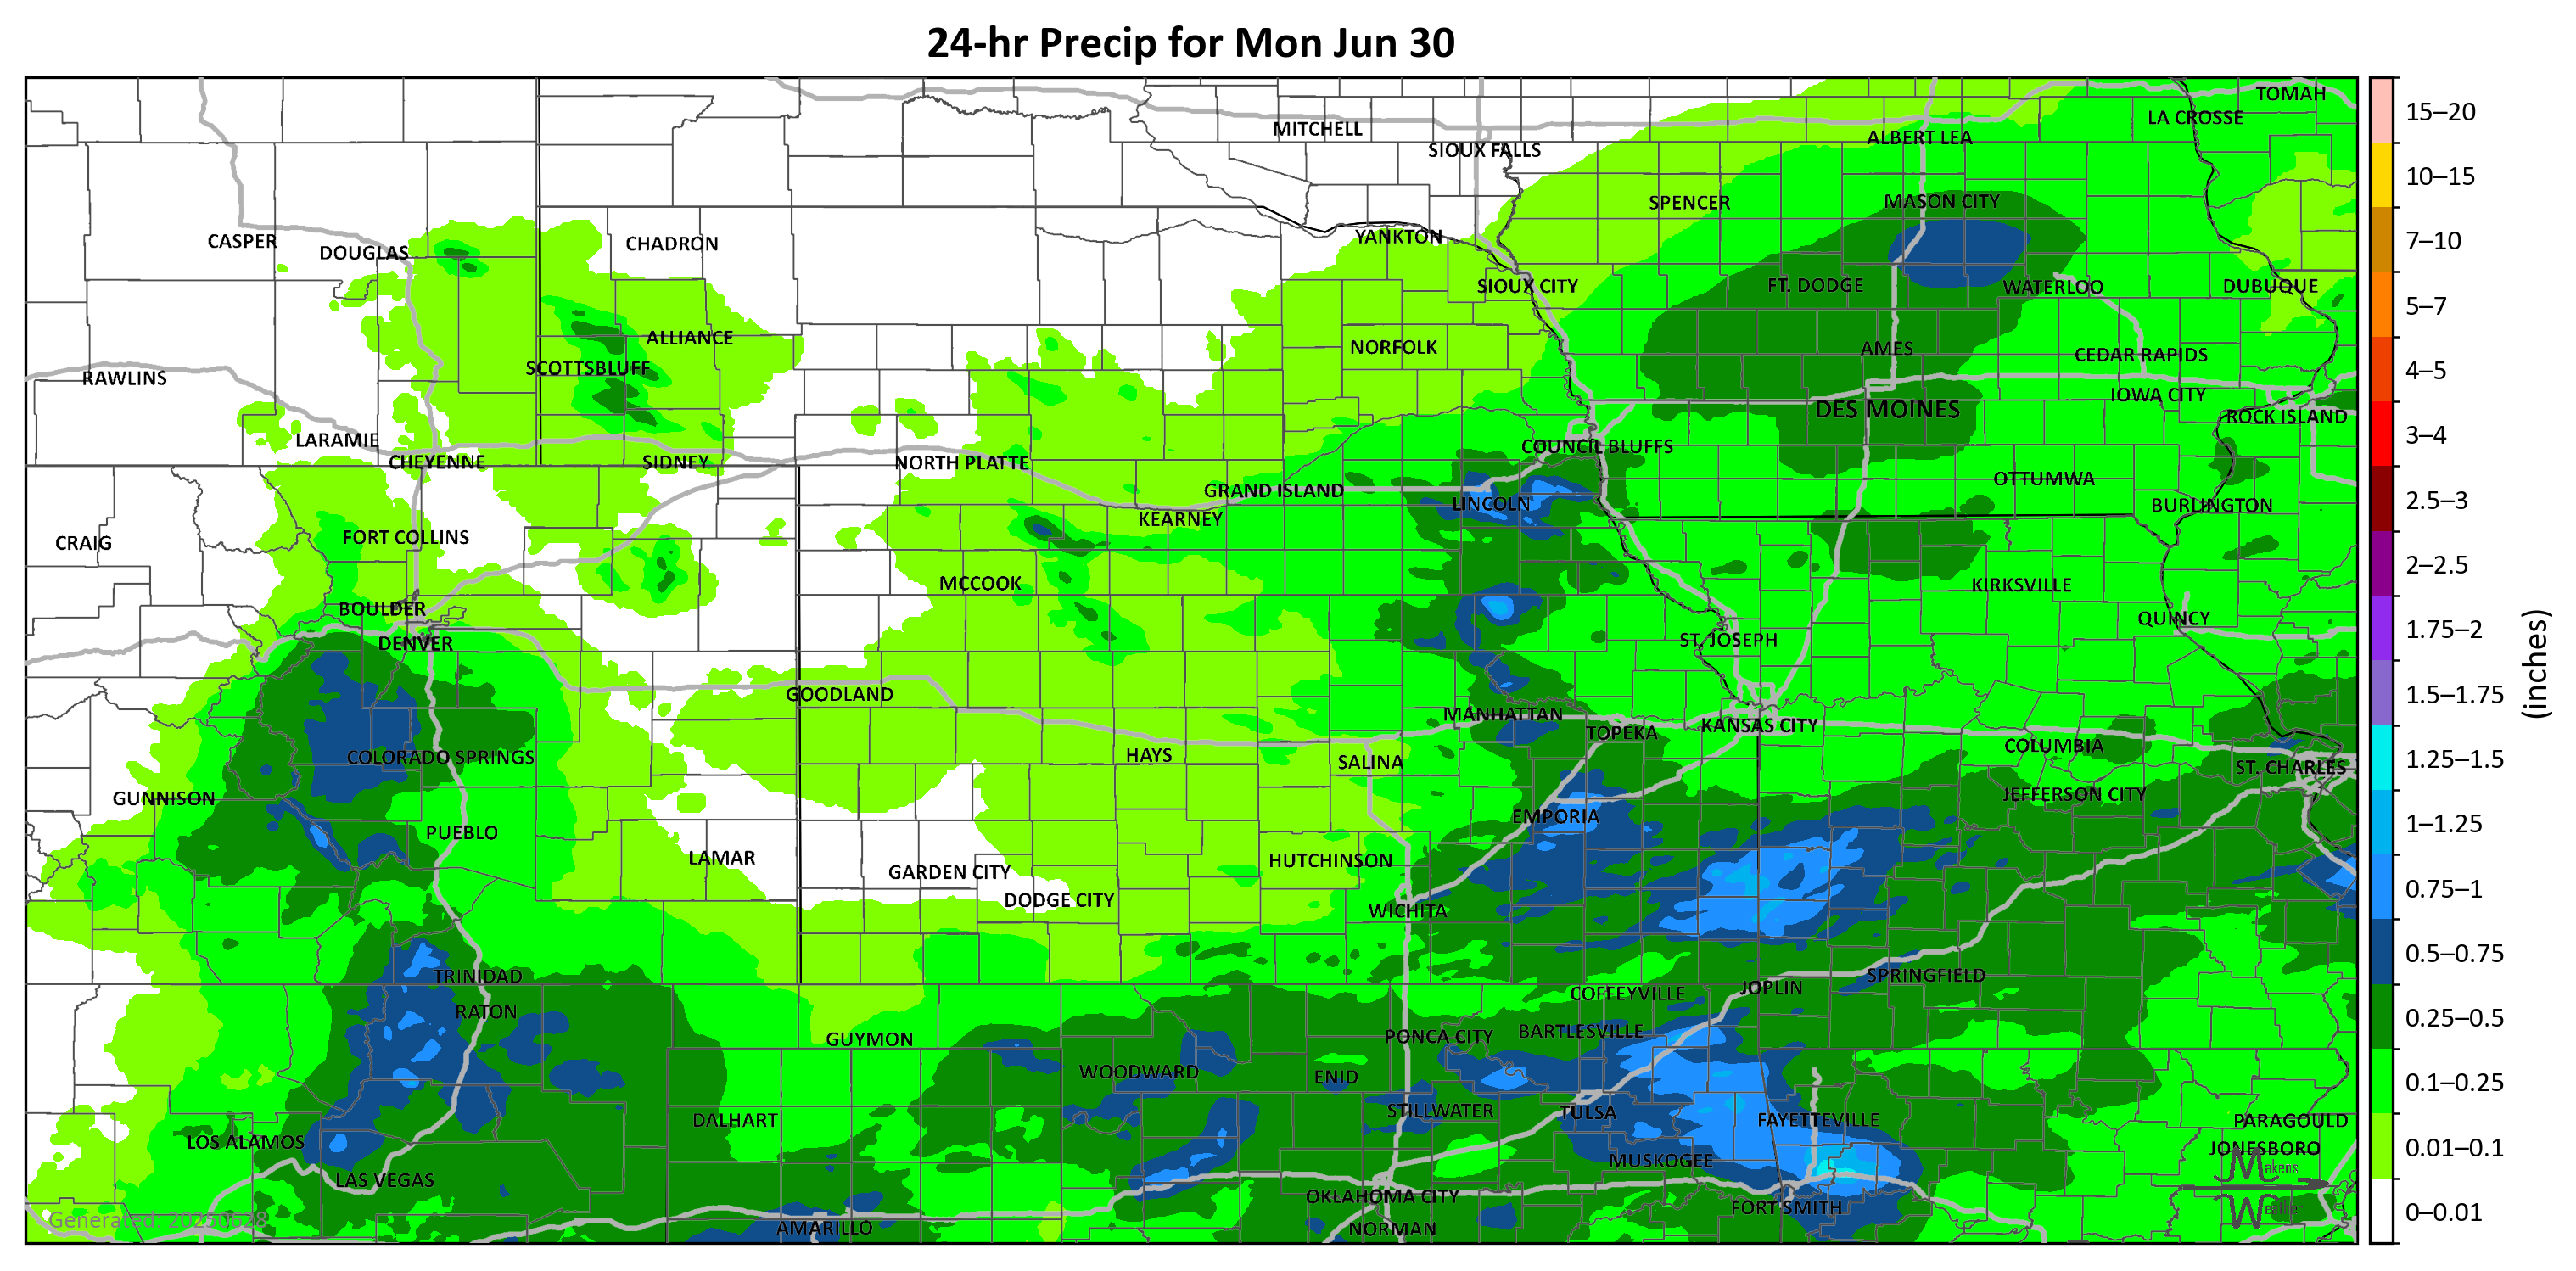 24-hr Precip for Mon Jun 30
TOMAH
LA CROSSE
MITCHELL
ALBERT LEA
SIOUX FALLS
SPENCER
MASON CITY
YANKTON
CASPER
CHADRON
DOUGLAS
SIOUX CITY
FT. DODGE
WATERLOO
DUBUQUE
ALLIANCE
NORFOLK
AMES
CEDAR RAPIDS
SCOTTSBLUFF
RAWLINS
IOWA CITY
DES MOINES
ROCK ISLAND
LARAMIE
COUNCIL BLUFFS
CHEYENNE
SIDNEY
NORTH PLATTE
OTTUMWA
GRAND ISLAND
LINCOLN
BURLINGTON
KEARNEY
FORT COLLINS
CRAIG
MCCOOK
KIRKSVILLE
BOULDER
QUINCY
DENVER
ST. JOSEPH
GOODLAND
MANHATTAN
TOPEKA
KANSAS CITY
COLUMBIA
COLORADO SPRINGS
HAYS
SALINA
ST. CHARLES
GUNNISON
JEFFERSON CITY
EMPORIA
PUEBLO
LAMAR
HUTCHINSON
GARDEN CITY
DODGE CITY
WICHITA
TRINIDAD
SPRINGFIELD
JOPLIN
COFFEYVILLE
RATON
GUYMON
PONCA CITY
BARTLESVILLE
WOODWARD
ENID
STILLWATER
TULSA
DALHART
FAYETTEVILLE
PARAGOULD
LOS ALAMOS
JONESBORO
MUSKOGEE
LAS VEGAS
OKLAHOMA CITY
FORT SMITH
AMARILLO
NORMAN
Generated: 20250628
15–20
10–15
7–10
5–7
4–5
3–4
2.5–3
2–2.5
1.75–2
1.5–1.75
1.25–1.5
1–1.25
0.75–1
0.5–0.75
0.25–0.5
0.1–0.25
0.01–0.1
0–0.01
(inches)